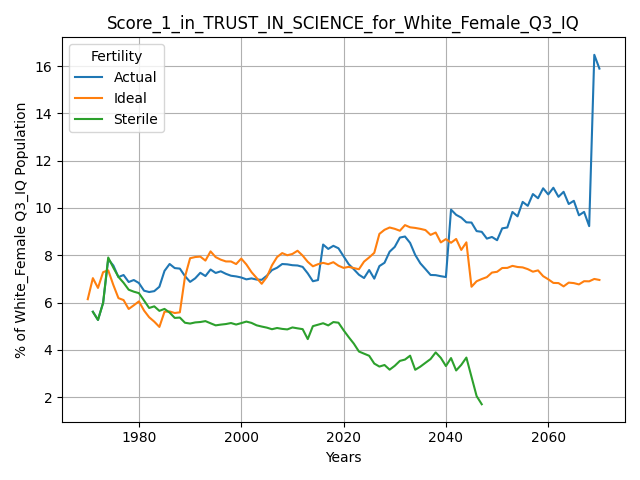 Score_1_in_TRUST_IN_SCIENCE_for_White_Female_Q3_IQ
Fertility
Actual
Ideal
Sterile
% of White_Female Q3_IQ Population
16
14
12
10
8
6
4
2
1980
2000
2020
2040
2060
Years